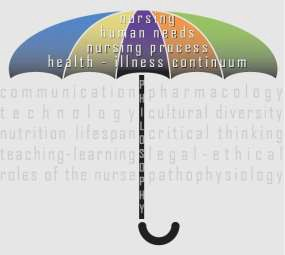 nursing
human needs
nursing process
health - illness continuum
communication pharmacology
technology cultural diversity
nutrition lifespan critical thinking
teaching-learning legal-ethical
roles of the nurse pathophysiology
PHILOSOPHY